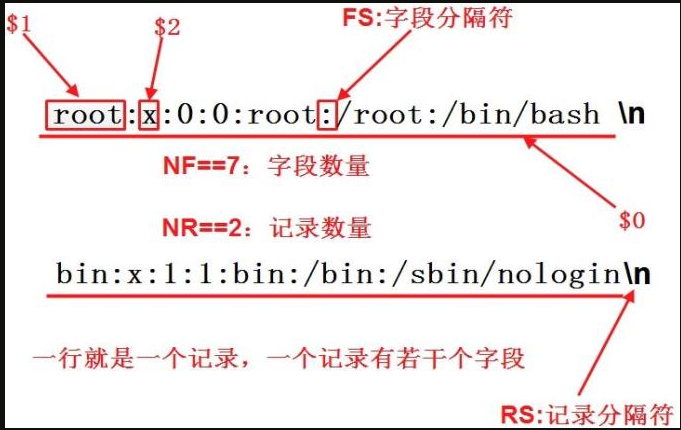 $1
$2
FS:字段分隔符
root:x:0:0:root:/root:/bin/bash \n
NF==7：字段数量
$0
NR==2：记录数量
bin:x:1:1:bin:/bin:/sbin/nologin\n
一行就是一个记录，一个记录有若干个字段
RS:记录分隔符